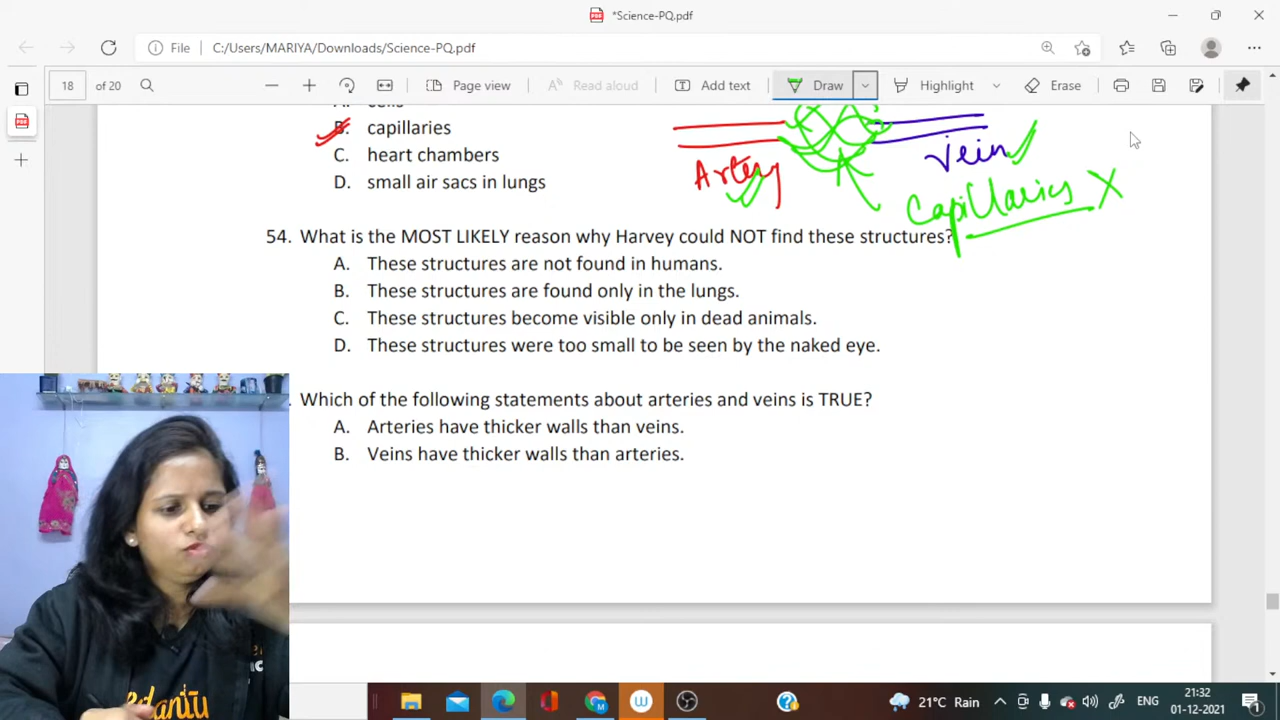 *Science-PQ.pdf
File C:/Users/MARIYA/Downloads/Science-PQ.pdf
18 of 20 Page view Read aloud Add text Draw Highlight Erase
B. capillaries
C. heart chambers
D. small air sacs in lungs
Artery
Vein
Capillaries X
54. What is the MOST LIKELY reason why Harvey could NOT find these structures?
A. These structures are not found in humans.
B. These structures are found only in the lungs.
C. These structures become visible only in dead animals.
D. These structures were too small to be seen by the naked eye.
Which of the following statements about arteries and veins is TRUE?
A. Arteries have thicker walls than veins.
B. Veins have thicker walls than arteries.
21°C Rain ENG 21:32
01-12-2021